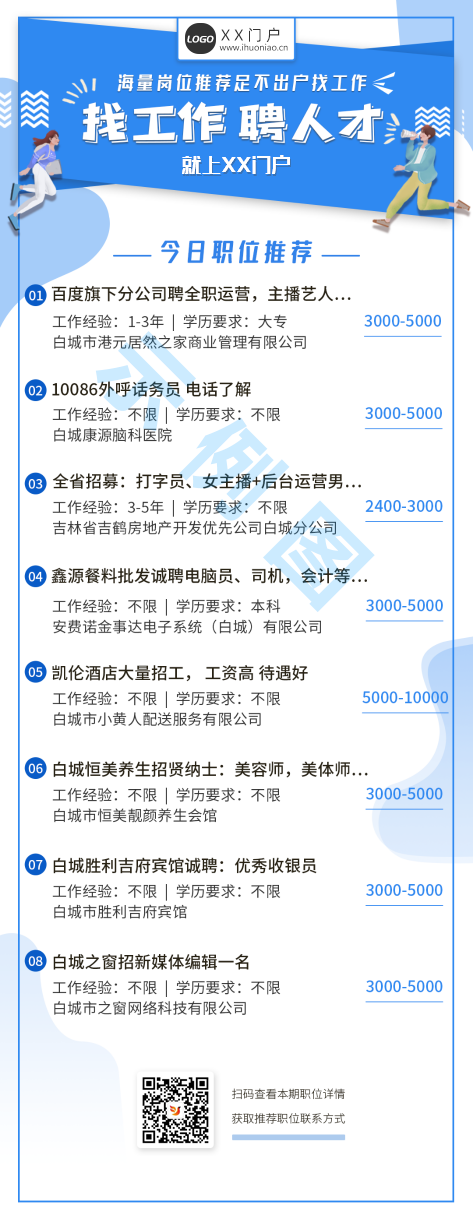 LOGO
XX门户
www.ihuoniao.cn
海量岗位推荐足不出户找工作
找工作 聘人才
就上XX门户
今日职位推荐
01 百度旗下分公司聘全职运营，主播艺人...
工作经验：1-3年 | 学历要求：大专
3000-5000
白城市港元居然之家商业管理有限公司
02 10086外呼话务员 电话了解
工作经验：不限 | 学历要求：不限
3000-5000
白城康源脑科医院
03 全省招募：打字员、女主播+后台运营男...
工作经验：3-5年 | 学历要求：不限
2400-3000
吉林省吉鹤房地产开发优先公司白城分公司
04 鑫源餐料批发诚聘电脑员、司机，会计等...
工作经验：不限 | 学历要求：本科
3000-5000
安费诺金事达电子系统（白城）有限公司
05 凯伦酒店大量招工， 工资高 待遇好
工作经验：不限 | 学历要求：不限
5000-10000
白城市小黄人配送服务有限公司
06 白城恒美养生招贤纳士：美容师，美体师...
工作经验：不限 | 学历要求：不限
3000-5000
白城市恒美靓颜养生会馆
07 白城胜利吉府宾馆诚聘：优秀收银员
工作经验：不限 | 学历要求：不限
3000-5000
白城市胜利吉府宾馆
08 白城之窗招新媒体编辑一名
工作经验：不限 | 学历要求：不限
3000-5000
白城市之窗网络科技有限公司
示例图
扫码查看本期职位详情
获取推荐职位联系方式